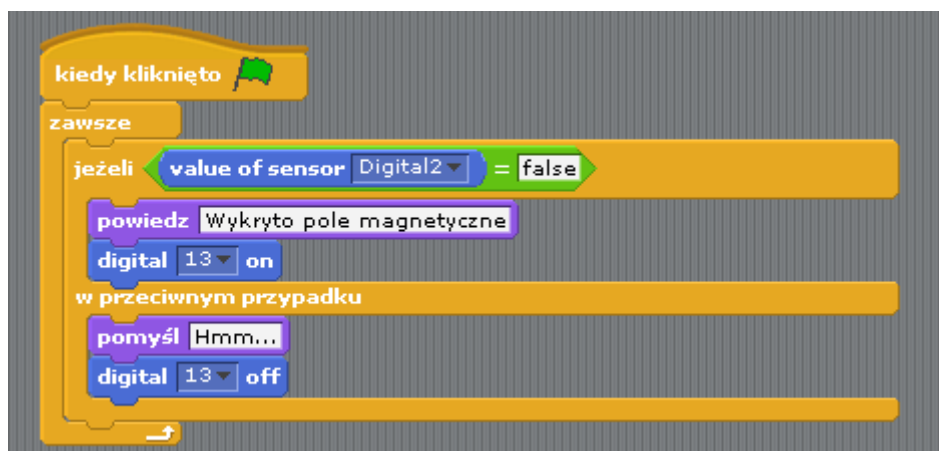 kiedy kliknięto
zawsze
jeżeli value of sensor Digital2 = false
powiedz Wykryto pole magnetyczne
digital 13 on
w przeciwnym przypadku
pomyśl Hmm...
digital 13 off